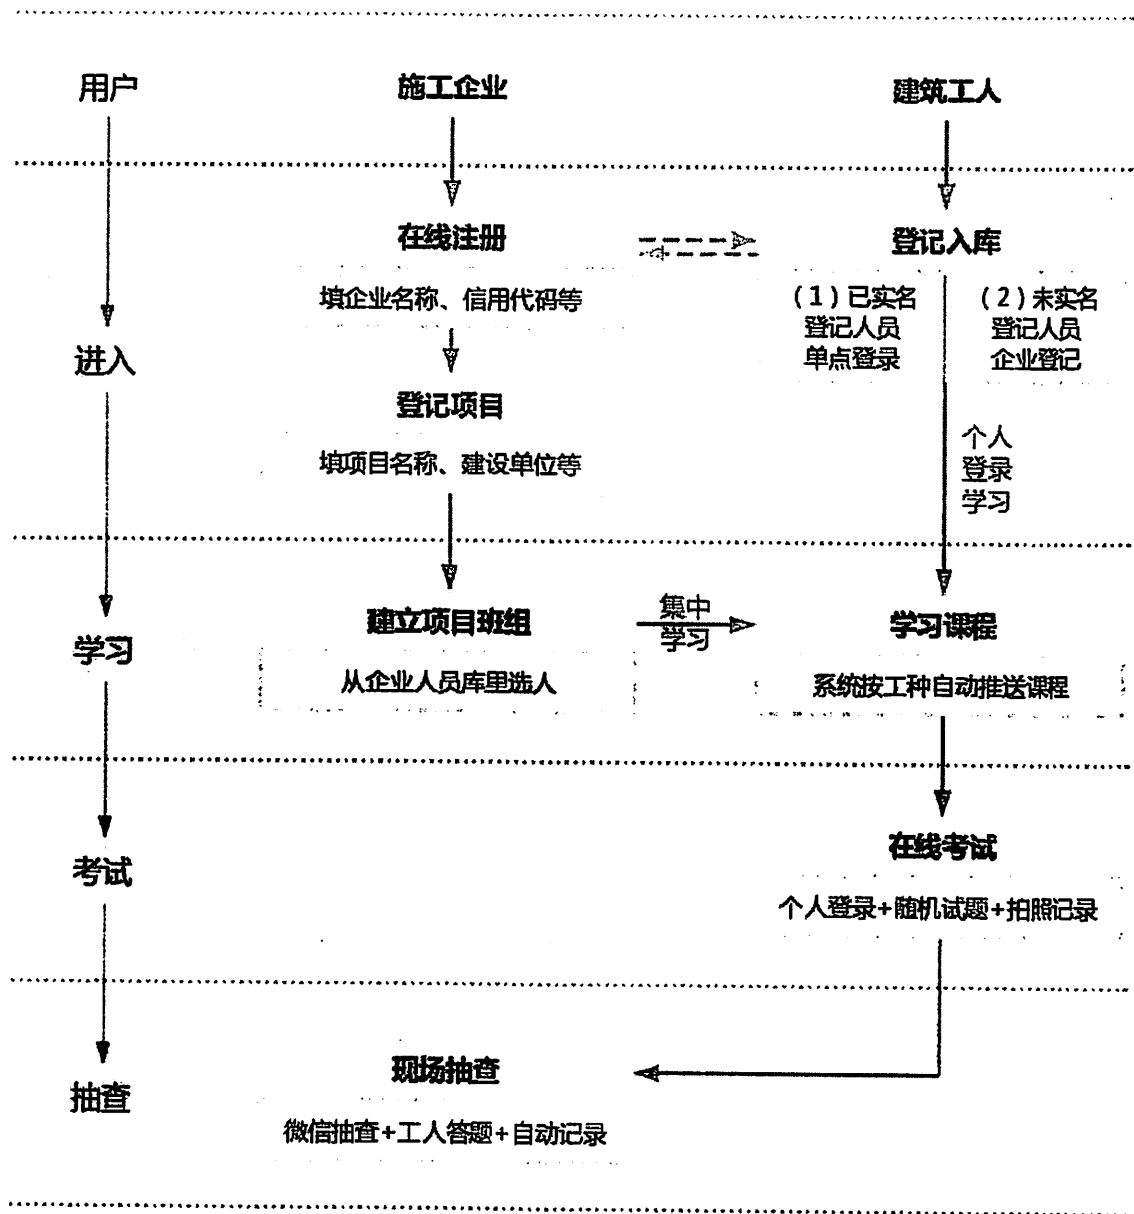 用户
施工企业
建筑工人
在线注册
登记入库
填企业名称、信用代码等
（1）已实名
登记人员
单点登录
（2）未实名
登记人员
企业登记
进入
登记项目
填项目名称、建设单位等
个人
登录
学习
学习
建立项目班组
从企业人员库里选人
集中
学习
学习课程
系统按工种自动推送课程
考试
在线考试
个人登录+随机试题+拍照记录
抽查
现场抽查
微信抽查+工人答题+自动记录